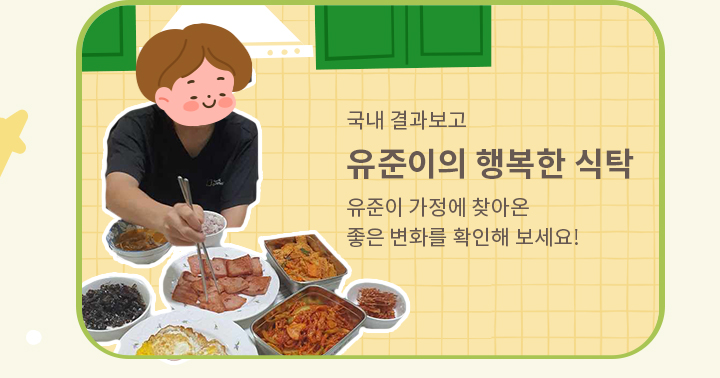 국내 결과보고
유준이의 행복한 식탁
유준이 가정에 찾아온
좋은 변화를 확인해 보세요!